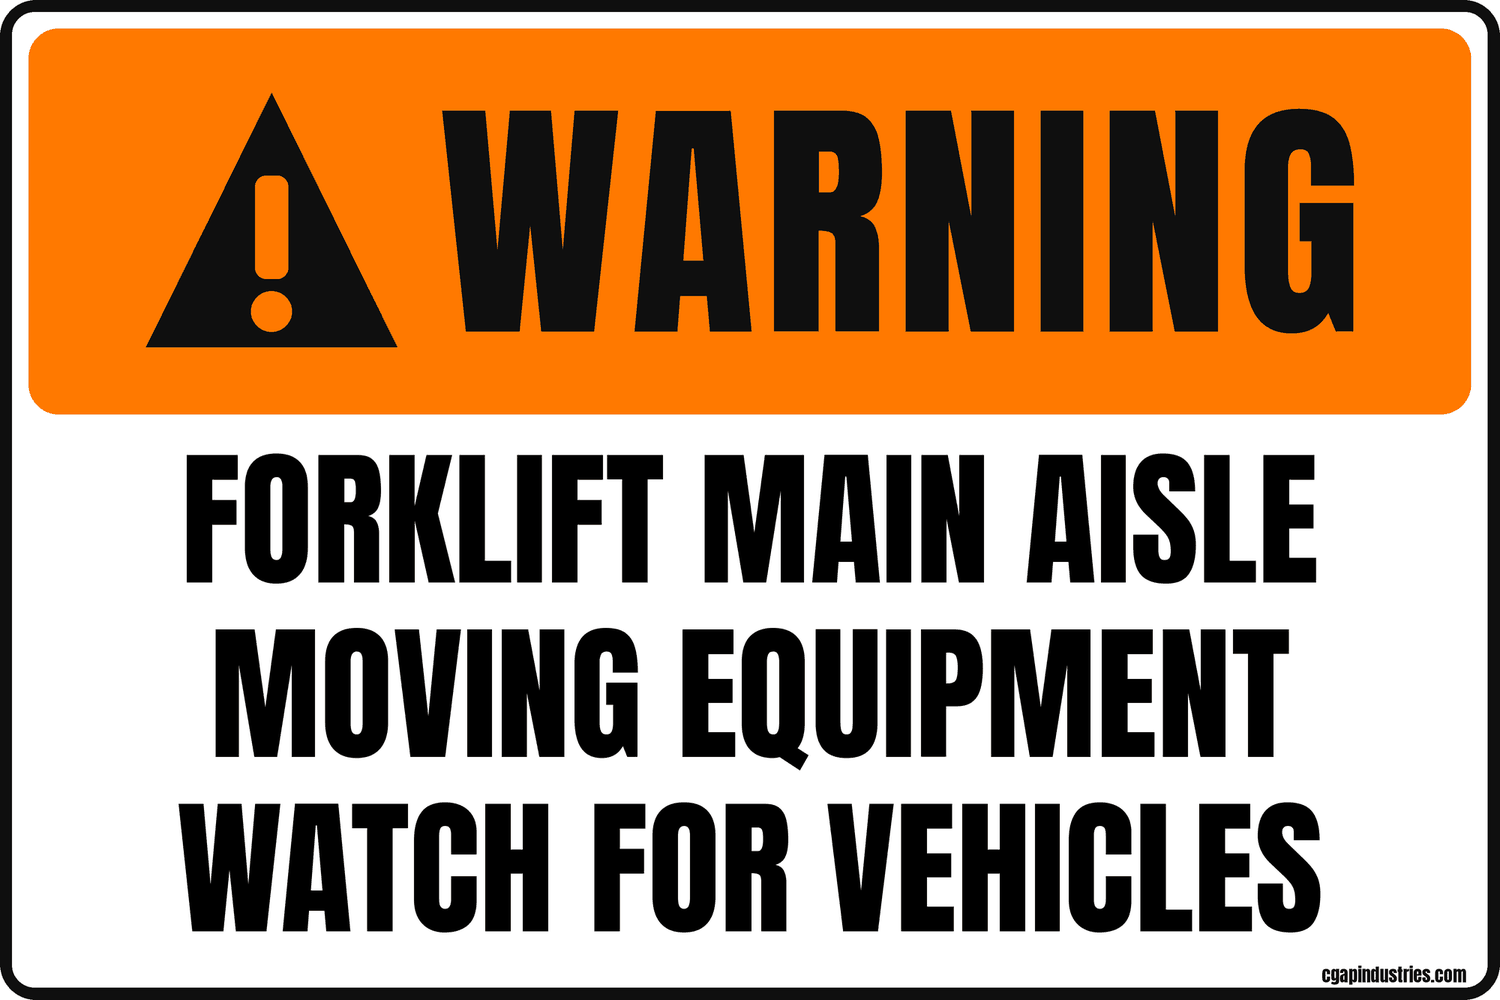 WARNING
FORKLIFT MAIN AISLE
MOVING EQUIPMENT
WATCH FOR VEHICLES
cgapindustries.com